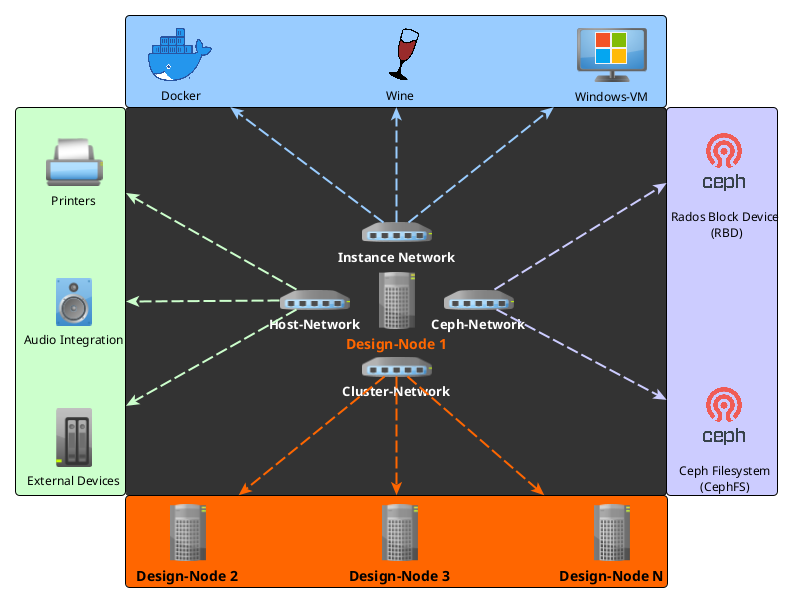 Docker
Wine
Windows-VM
Printers
ceph
Rados Block Device
(RBD)
Instance Network
Host-Network
Ceph-Network
Design-Node 1
Audio Integration
Cluster-Network
ceph
External Devices
Ceph Filesystem
(CephFS)
Design-Node 2
Design-Node 3
Design-Node N